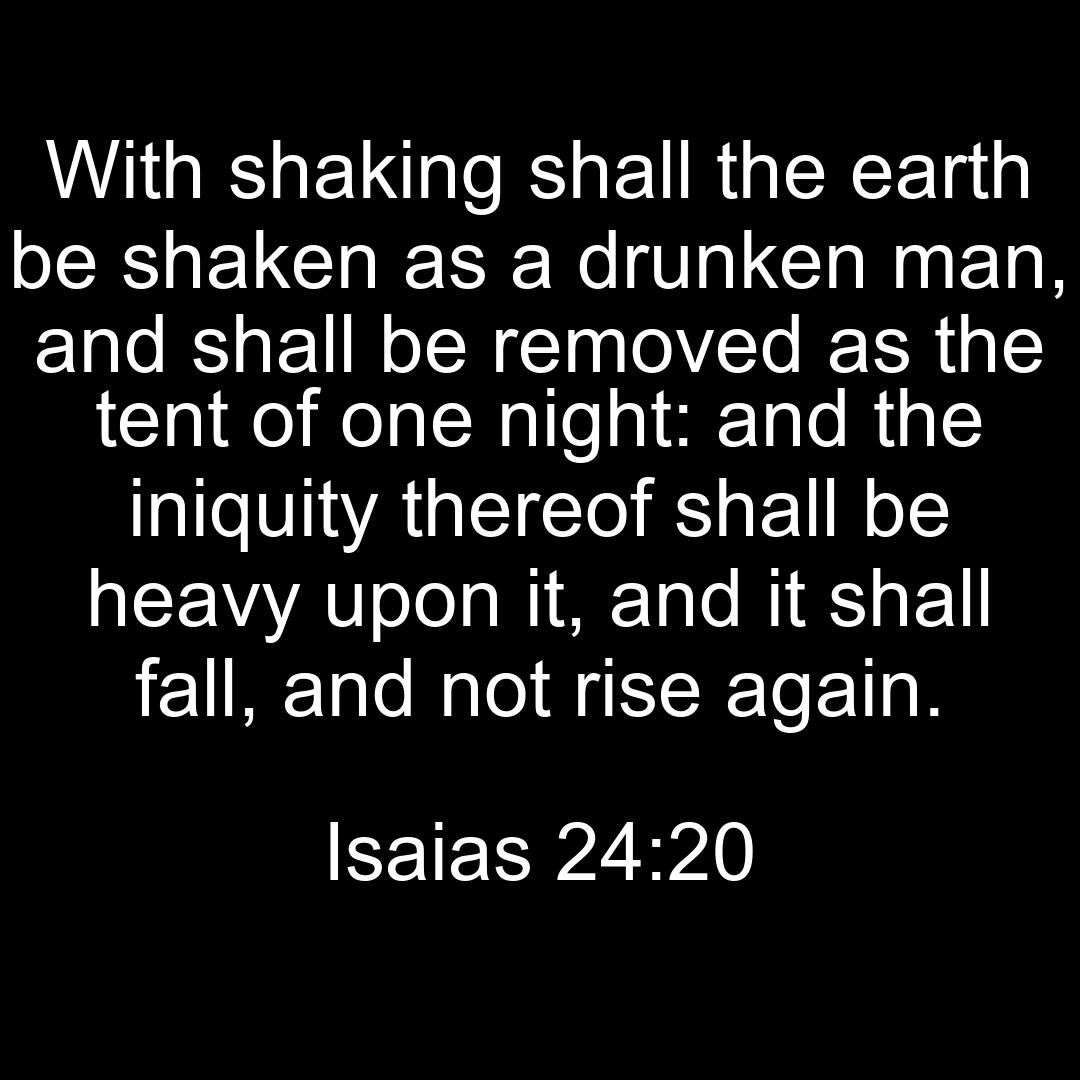 With shaking shall the earth
be shaken as a drunken man,
and shall be removed as the
tent of one night: and the
iniquity thereof shall be
heavy upon it, and it shall
fall, and not rise again.
Isaias 24:20